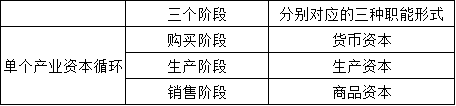 三个阶段 分别对应的三种职能形式
单个产业资本循环 购买阶段 货币资本
生产阶段 生产资本
销售阶段 商品资本